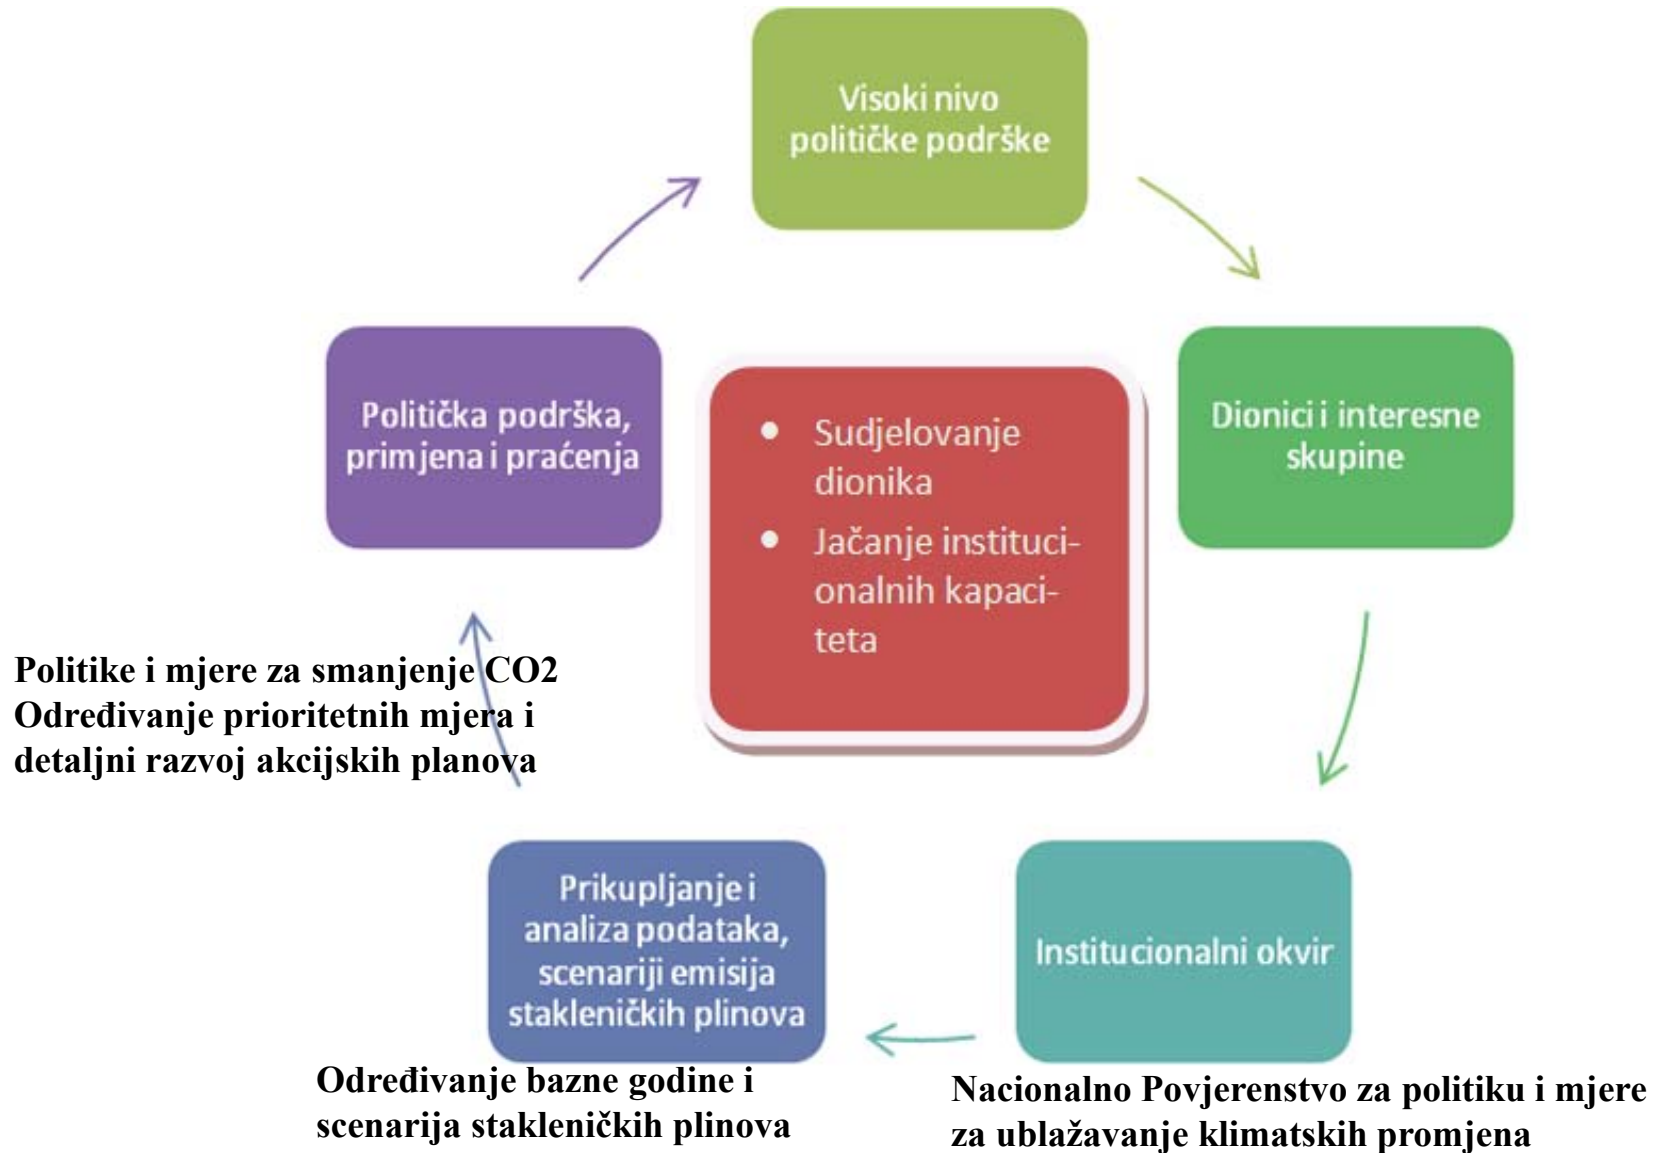 Visoki nivo
političke podrške
Politička podrška,
primjena i praćenja
• Sudjelovanje
dionika
• Jačanje instituci-
onalnih kapaci-
teta
Dionici i interesne
skupine
Politike i mjere za smanjenje CO2
Određivanje prioritetnih mjera i
detaljni razvoj akcijskih planova
Prikupljanje i
analiza podataka,
scenariji emisija
stakleničkih plinova
Institucionalni okvir
Određivanje bazne godine i
scenarija stakleničkih plinova
Nacionalno Povjerenstvo za politiku i mjere
za ublažavanje klimatskih promjena